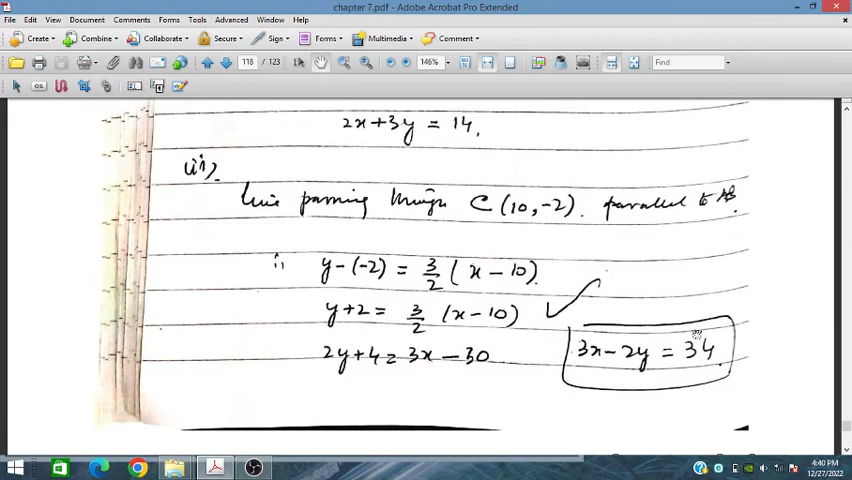 chapter 7.pdf - Adobe Acrobat Pro Extended
File Edit View Document Comments Forms Tools Advanced Window Help
Create Combine Collaborate Secure Sign Forms Multimedia Comment
118 / 123 146% Find
2x+3y = 14.
iii).
line passing through C (10,-2). parallel to AB.
∴ y-(-2) = 3/2 (x-10).
y+2 = 3/2 (x-10)
2y+4 = 3x-30
3x-2y = 34.
4:40 PM
12/27/2022